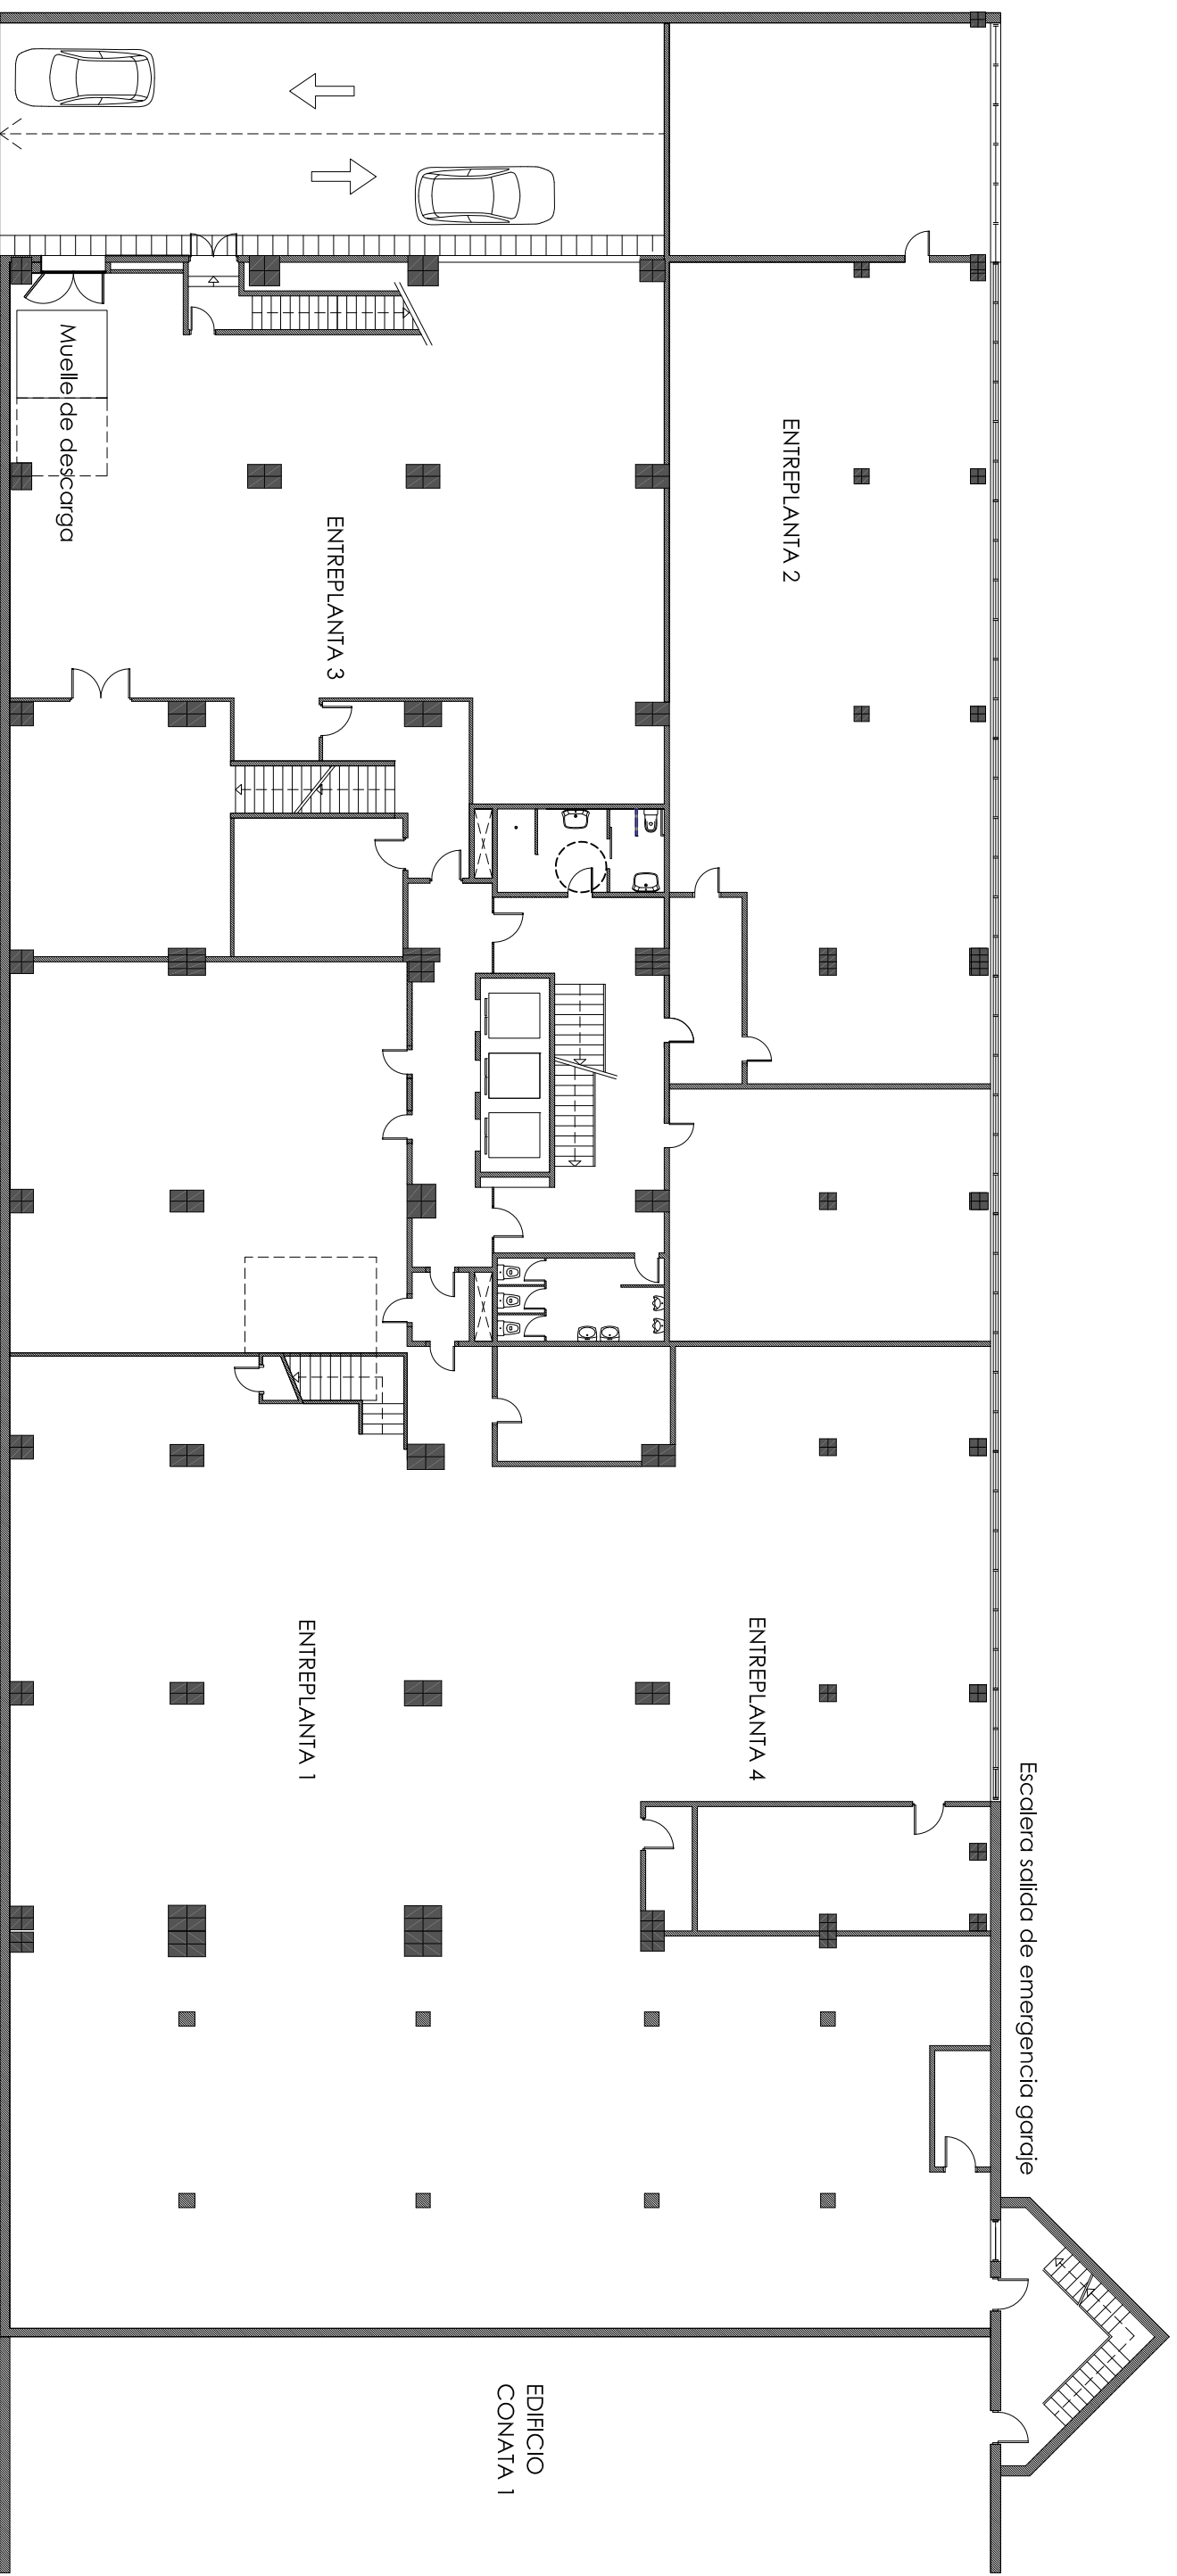 Muelle de descarga
ENTREPLANTA 2
ENTREPLANTA 3
ENTREPLANTA 1
ENTREPLANTA 4
Escalera salida de emergencia garaje
EDIFICIO
CONATA 1